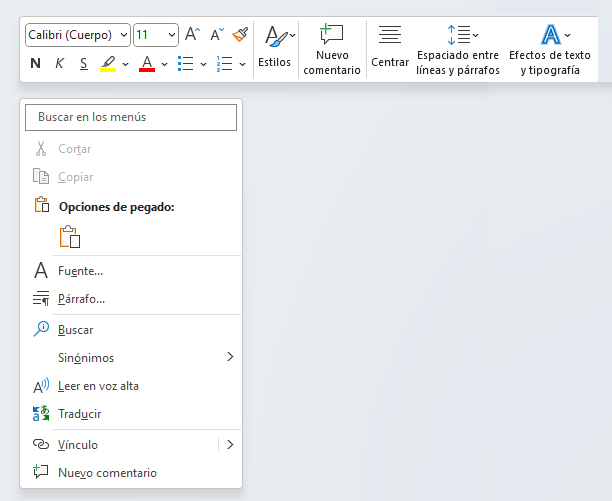 Calibri (Cuerpo) 11 A A
N K S A
Estilos
Nuevo
comentario
Centrar
Espaciado entre
líneas y párrafos
Efectos de texto
y tipografía
Buscar en los menús
Cortar
Copiar
Opciones de pegado:
Fuente...
Párrafo...
Buscar
Sinónimos
Leer en voz alta
Traducir
Vínculo
Nuevo comentario